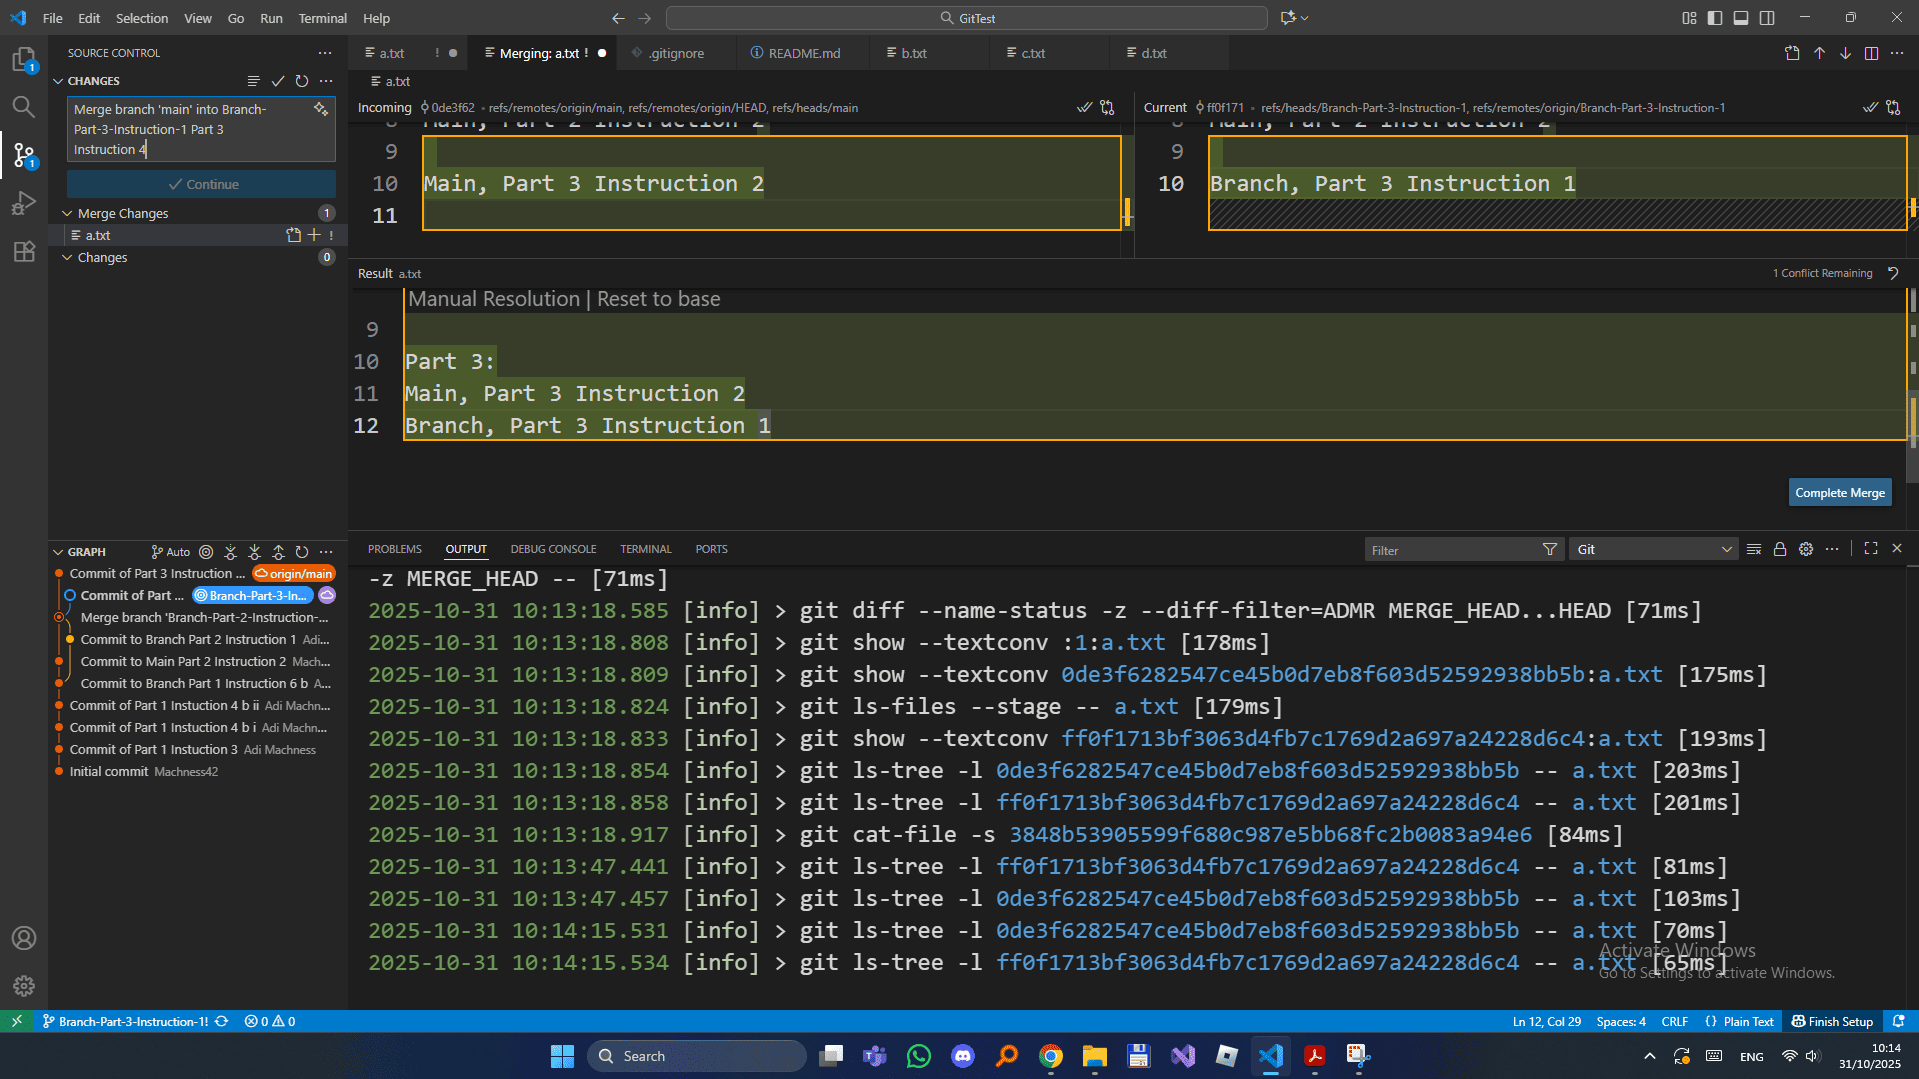 File Edit Selection View Go Run Terminal Help
GitTest
SOURCE CONTROL
a.txt !
Merging: a.txt !
.gitignore
README.md
b.txt
c.txt
d.txt
CHANGES
a.txt
Merge branch 'main' into Branch-
Part-3-Instruction-1 Part 3
Instruction 4
Continue
Merge Changes 1
a.txt !
Changes 0
Incoming 0de3f62 • refs/remotes/origin/main, refs/remotes/origin/HEAD, refs/heads/main
8 Main, Part 2 Instruction 2
9
10 Main, Part 3 Instruction 2
11
Current ff0f171 • refs/heads/Branch-Part-3-Instruction-1, refs/remotes/origin/Branch-Part-3-Instruction-1
8 Main, Part 2 Instruction 2
9
10 Branch, Part 3 Instruction 1
Result a.txt
1 Conflict Remaining
Manual Resolution | Reset to base
9
10 Part 3:
11 Main, Part 3 Instruction 2
12 Branch, Part 3 Instruction 1
Complete Merge
GRAPH
Auto
Commit of Part 3 Instruction ... origin/main
Commit of Part ... Branch-Part-3-In...
Merge branch 'Branch-Part-2-Instruction-...
Commit to Branch Part 2 Instruction 1 Adi...
Commit to Main Part 2 Instruction 2 Mach...
Commit to Branch Part 1 Instruction 6 b A...
Commit of Part 1 Instuction 4 b ii Adi Machn...
Commit of Part 1 Instuction 4 b i Adi Machn...
Commit of Part 1 Instuction 3 Adi Machness
Initial commit Machness42
PROBLEMS OUTPUT DEBUG CONSOLE TERMINAL PORTS
Filter
Git
-z MERGE_HEAD -- [71ms]
2025-10-31 10:13:18.585 [info] > git diff --name-status -z --diff-filter=ADMR MERGE_HEAD...HEAD [71ms]
2025-10-31 10:13:18.808 [info] > git show --textconv :1:a.txt [178ms]
2025-10-31 10:13:18.809 [info] > git show --textconv 0de3f6282547ce45b0d7eb8f603d52592938bb5b:a.txt [175ms]
2025-10-31 10:13:18.824 [info] > git ls-files --stage -- a.txt [179ms]
2025-10-31 10:13:18.833 [info] > git show --textconv ff0f1713bf3063d4fb7c1769d2a697a24228d6c4:a.txt [193ms]
2025-10-31 10:13:18.854 [info] > git ls-tree -l 0de3f6282547ce45b0d7eb8f603d52592938bb5b -- a.txt [203ms]
2025-10-31 10:13:18.858 [info] > git ls-tree -l ff0f1713bf3063d4fb7c1769d2a697a24228d6c4 -- a.txt [201ms]
2025-10-31 10:13:18.917 [info] > git cat-file -s 3848b53905599f680c987e5bb68fc2b0083a94e6 [84ms]
2025-10-31 10:13:47.441 [info] > git ls-tree -l ff0f1713bf3063d4fb7c1769d2a697a24228d6c4 -- a.txt [81ms]
2025-10-31 10:13:47.457 [info] > git ls-tree -l 0de3f6282547ce45b0d7eb8f603d52592938bb5b -- a.txt [103ms]
2025-10-31 10:14:15.531 [info] > git ls-tree -l 0de3f6282547ce45b0d7eb8f603d52592938bb5b -- a.txt [70ms]
2025-10-31 10:14:15.534 [info] > git ls-tree -l ff0f1713bf3063d4fb7c1769d2a697a24228d6c4 -- a.txt [65ms]
Activate Windows
Go to Settings to activate Windows.
Branch-Part-3-Instruction-1! 0 0
Ln 12, Col 29 Spaces: 4 CRLF {} Plain Text Finish Setup
Search
ENG
10:14
31/10/2025